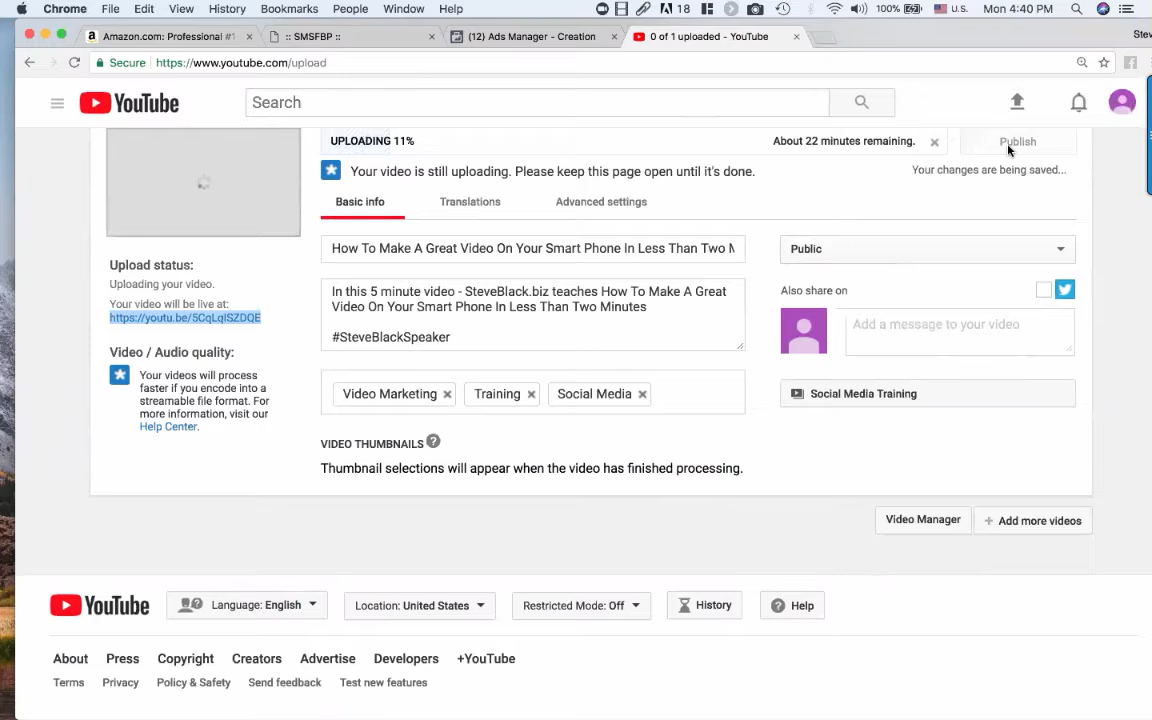 Chrome File Edit View History Bookmarks People Window Help 18 100% U.S. Mon 4:40 PM
Amazon.com: Professional #1 :: SMSFBP :: (12) Ads Manager - Creation 0 of 1 uploaded - YouTube Stev
Secure https://www.youtube.com/upload
YouTube Search
UPLOADING 11% About 22 minutes remaining. Publish
Your video is still uploading. Please keep this page open until it's done. Your changes are being saved...
Basic info Translations Advanced settings
How To Make A Great Video On Your Smart Phone In Less Than Two M Public
Upload status:
Uploading your video.
Your video will be live at:
https://youtu.be/5CqLqISZDQE
In this 5 minute video - SteveBlack.biz teaches How To Make A Great
Video On Your Smart Phone In Less Than Two Minutes
#SteveBlackSpeaker
Also share on
Add a message to your video
Video / Audio quality:
Your videos will process
faster if you encode into a
streamable file format. For
more information, visit our
Help Center.
Video Marketing Training Social Media Social Media Training
VIDEO THUMBNAILS ?
Thumbnail selections will appear when the video has finished processing.
Video Manager + Add more videos
YouTube Language: English Location: United States Restricted Mode: Off History Help
About Press Copyright Creators Advertise Developers +YouTube
Terms Privacy Policy & Safety Send feedback Test new features